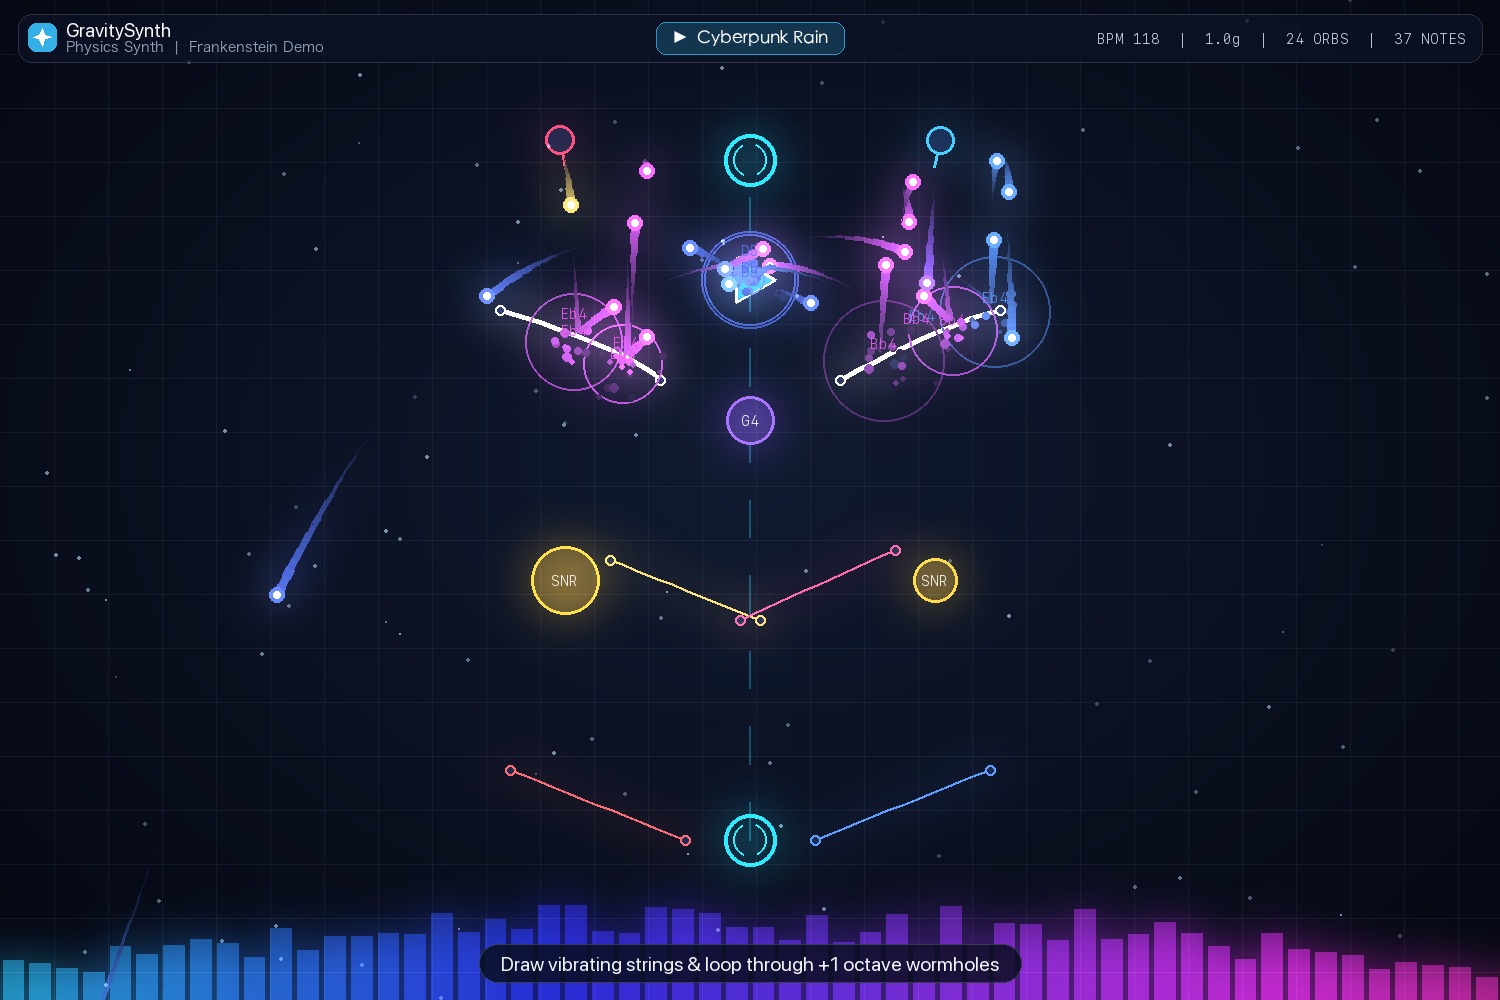 GravitySynth
Physics Synth | Frankenstein Demo
► Cyberpunk Rain
BPM 118 | 1.0g | 24 ORBS | 37 NOTES
Eb4
Eb4
Bb4
Bb4
G4
SNR
SNR
Draw vibrating strings & loop through +1 octave wormholes